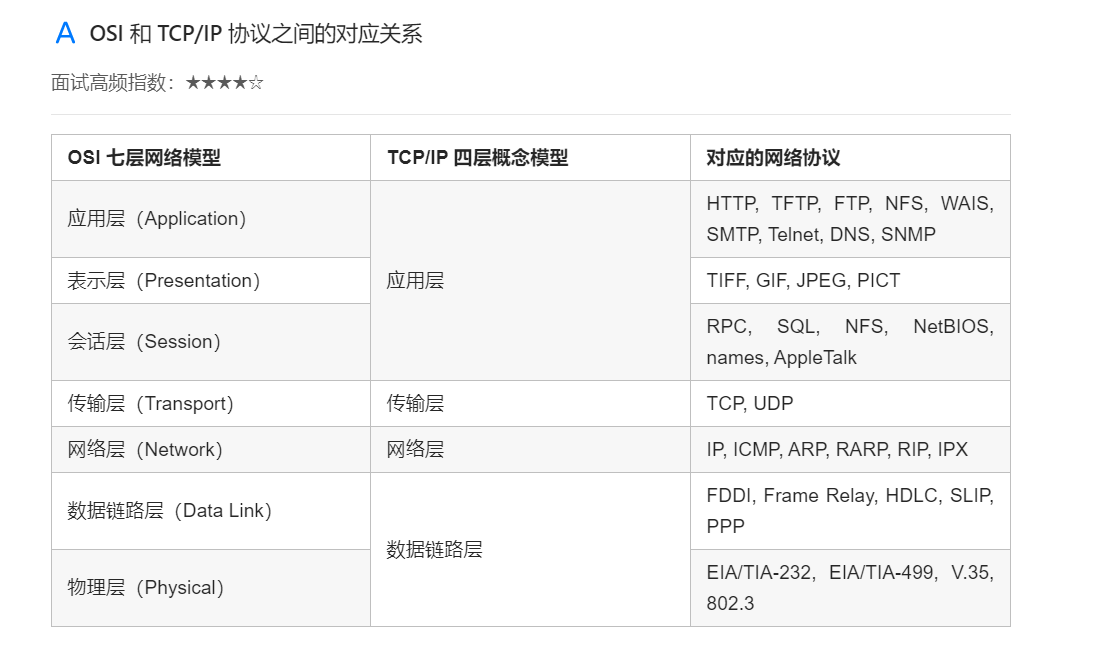 A OSI 和 TCP/IP 协议之间的对应关系
面试高频指数：★★★★☆
OSI 七层网络模型 TCP/IP 四层概念模型 对应的网络协议
应用层（Application） 应用层 HTTP, TFTP, FTP, NFS, WAIS,
SMTP, Telnet, DNS, SNMP
表示层（Presentation） TIFF, GIF, JPEG, PICT
会话层（Session） RPC, SQL, NFS, NetBIOS,
names, AppleTalk
传输层（Transport） 传输层 TCP, UDP
网络层（Network） 网络层 IP, ICMP, ARP, RARP, RIP, IPX
数据链路层（Data Link） 数据链路层 FDDI, Frame Relay, HDLC, SLIP,
PPP
物理层（Physical） EIA/TIA-232, EIA/TIA-499, V.35,
802.3